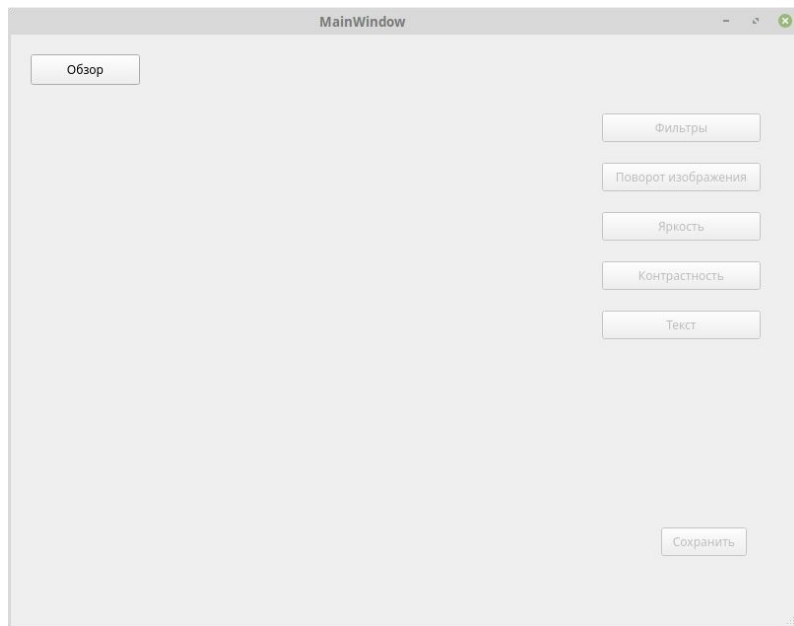 MainWindow
Обзор
Фильтры
Поворот изображения
Яркость
Контрастность
Текст
Сохранить